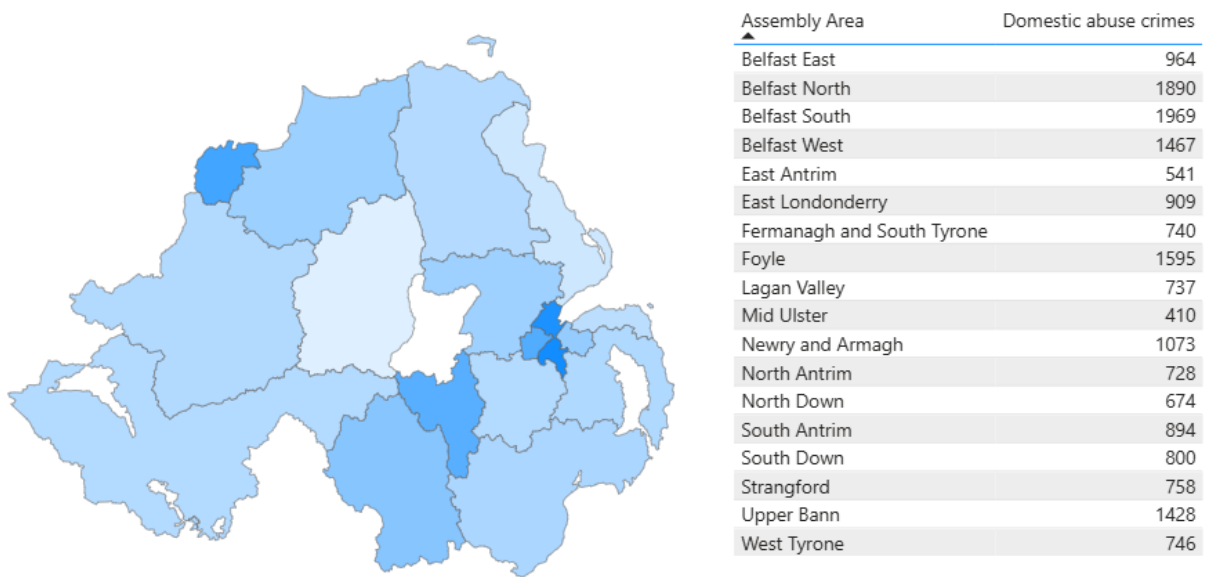 Assembly Area Domestic abuse crimes
Belfast East 964
Belfast North 1890
Belfast South 1969
Belfast West 1467
East Antrim 541
East Londonderry 909
Fermanagh and South Tyrone 740
Foyle 1595
Lagan Valley 737
Mid Ulster 410
Newry and Armagh 1073
North Antrim 728
North Down 674
South Antrim 894
South Down 800
Strangford 758
Upper Bann 1428
West Tyrone 746